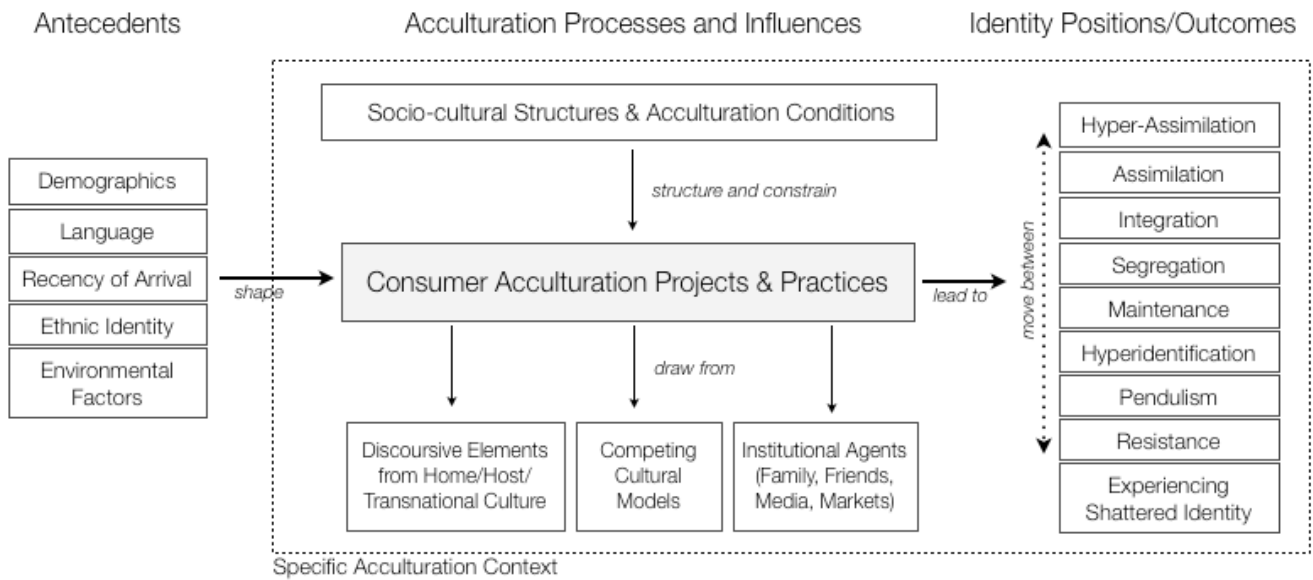 Antecedents
Acculturation Processes and Influences
Identity Positions/Outcomes
Socio-cultural Structures & Acculturation Conditions
structure and constrain
Demographics
Language
Recency of Arrival
Ethnic Identity
Environmental
Factors
shape
Consumer Acculturation Projects & Practices
lead to
draw from
Discoursive Elements
from Home/Host/
Transnational Culture
Competing
Cultural
Models
Institutional Agents
(Family, Friends,
Media, Markets)
move between
Hyper-Assimilation
Assimilation
Integration
Segregation
Maintenance
Hyperidentification
Pendulism
Resistance
Experiencing
Shattered Identity
Specific Acculturation Context